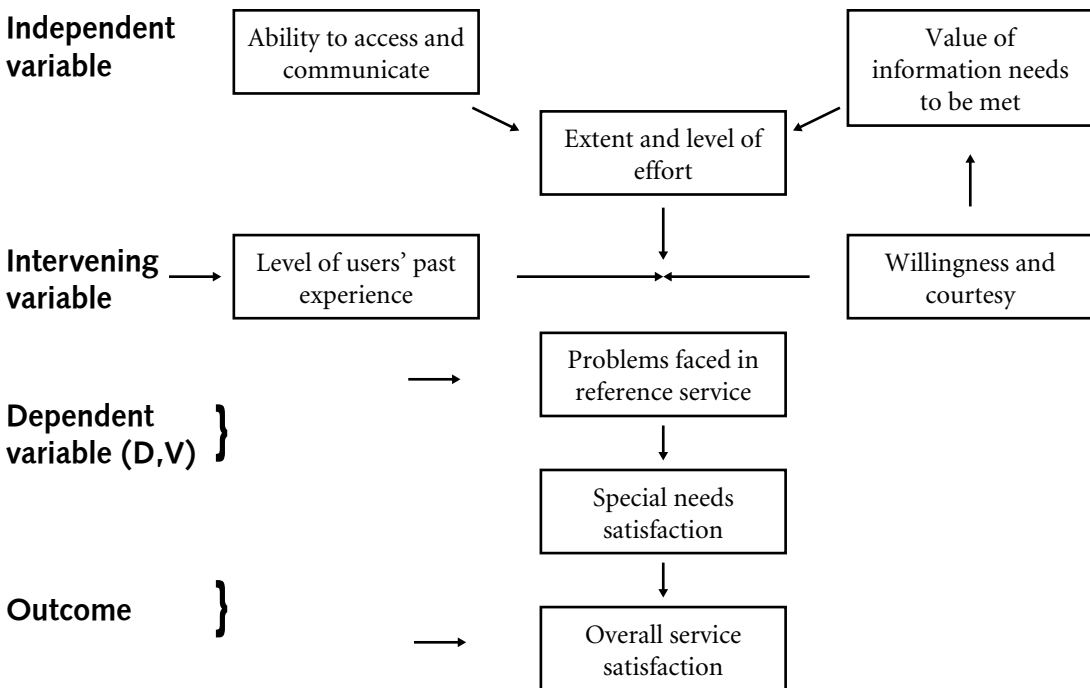 Independent
variable
Ability to access and
communicate
Value of
information needs
to be met
Extent and level of
effort
Intervening
variable
Level of users’ past
experience
Willingness and
courtesy
Problems faced in
reference service
Dependent
variable (D,V)
}
Special needs
satisfaction
Outcome
}
Overall service
satisfaction